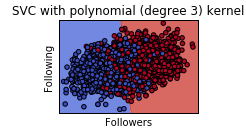 SVC with polynomial (degree 3) kernel
Following
Followers